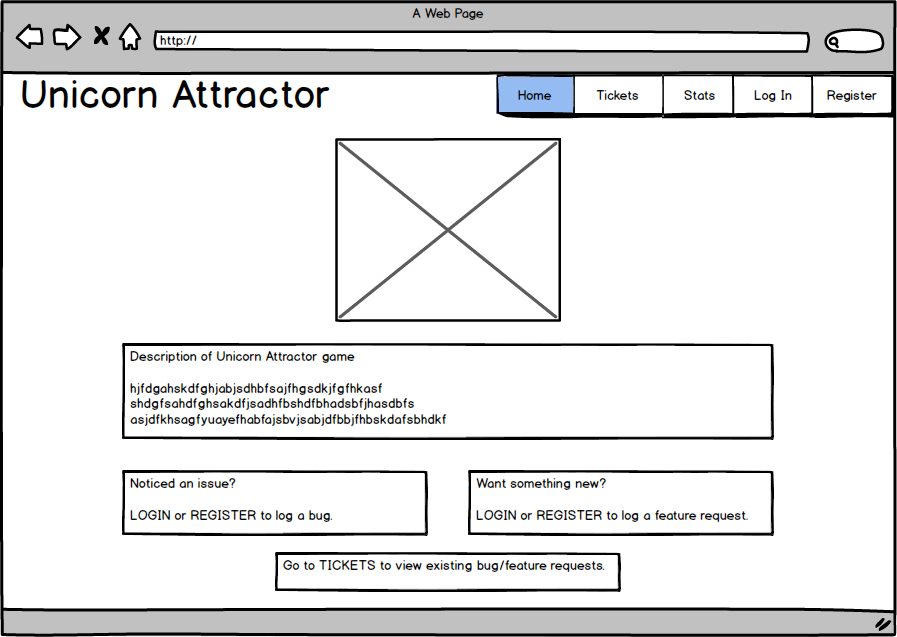 A Web Page
http://
Unicorn Attractor
Home Tickets Stats Log In Register
Description of Unicorn Attractor game
hjfdgahskdfghjabjsdhbfsajfhgsdkjfgfhkasf
shdgfsahdfghsakdfjsadhfbshdfbhadsbfjhasdbfs
asjdfkhsagfyuayefhabfajsbvjsabjdfbbjfhbskdafsbhdkf
Noticed an issue?
LOGIN or REGISTER to log a bug.
Want something new?
LOGIN or REGISTER to log a feature request.
Go to TICKETS to view existing bug/feature requests.